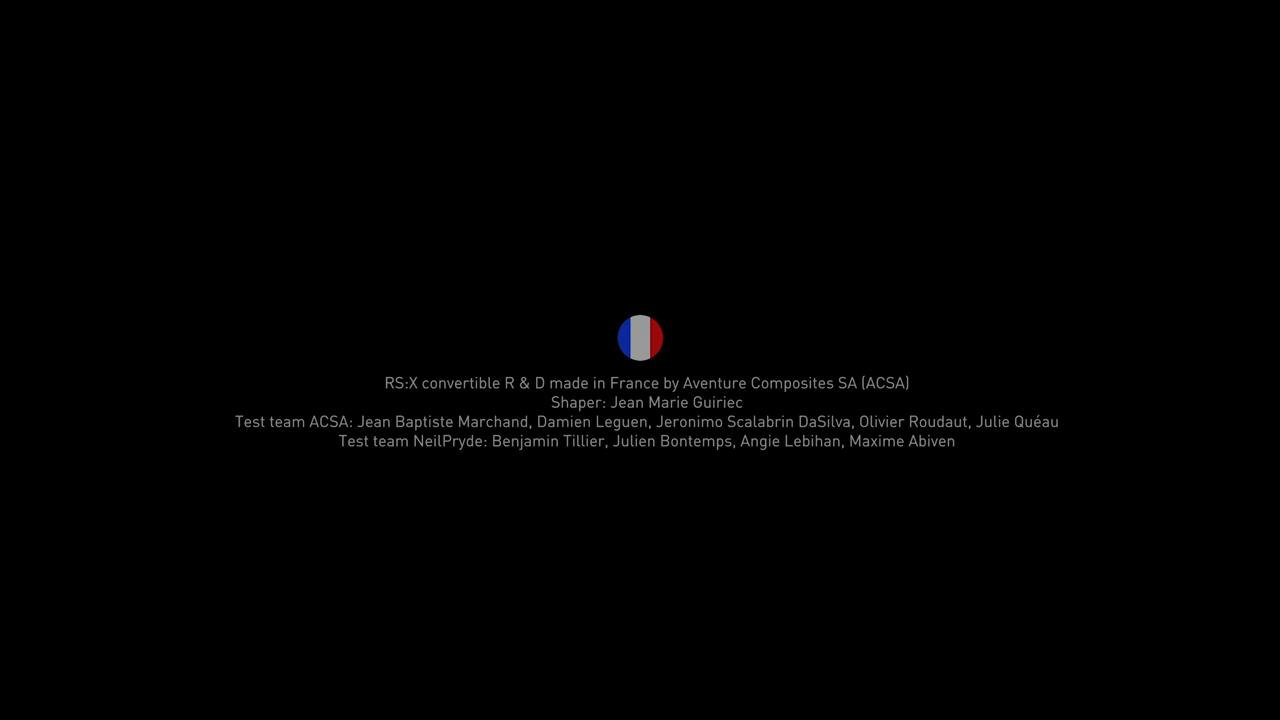 RS:X convertible R & D made in France by Aventure Composites SA (ACSA)
Shaper: Jean Marie Guiriec
Test team ACSA: Jean Baptiste Marchand, Damien Leguen, Jeronimo Scalabrin DaSilva, Olivier Roudaut, Julie Quéau
Test team NeilPryde: Benjamin Tillier, Julien Bontemps, Angie Lebihan, Maxime Abiven